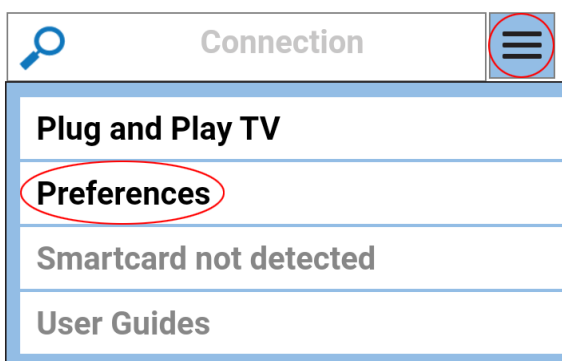 Connection
Plug and Play TV
Preferences
Smartcard not detected
User Guides